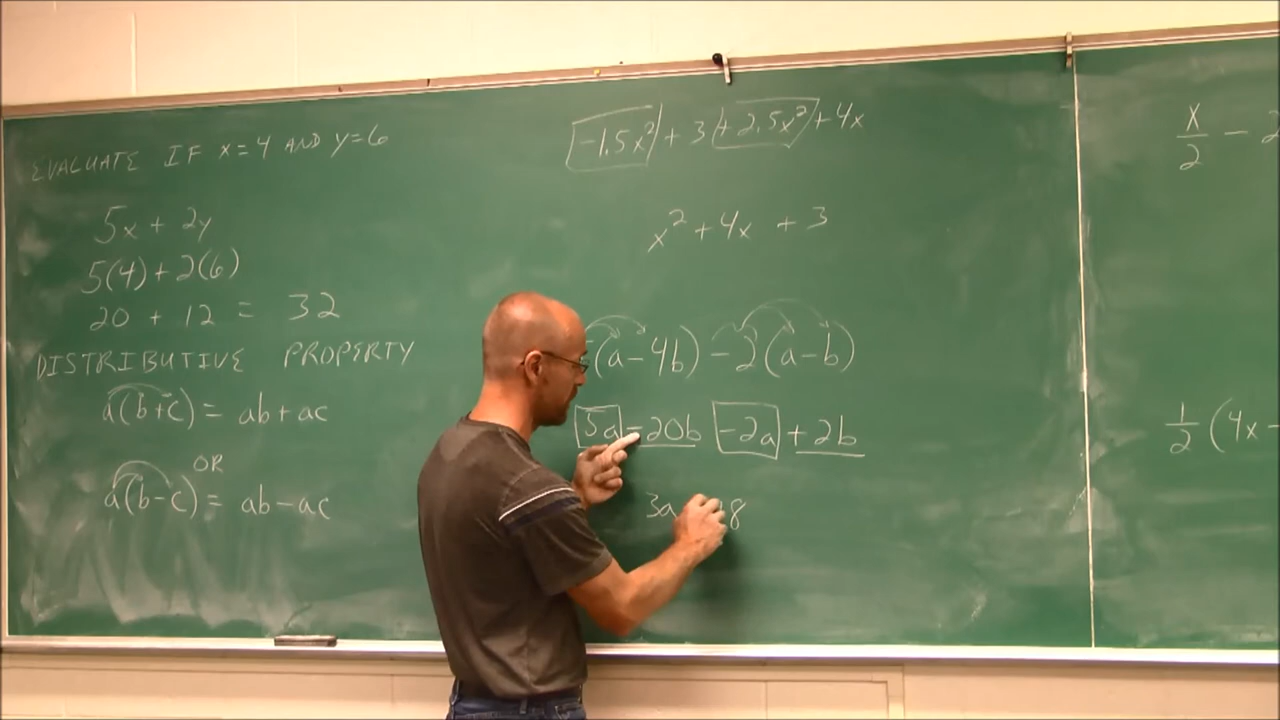 EVALUATE IF x=4 AND y=6
5x + 2y
5(4)+2(6)
20 + 12 = 32
DISTRIBUTIVE PROPERTY
a(b+c)= ab+ac
OR
a(b-c)= ab-ac
-1.5x²+3+2.5x²+4x
x²+4x+3
(a-4b)-2(a-b)
5a-20b -2a+2b
3a 8
x/2 -
1/2(4x-